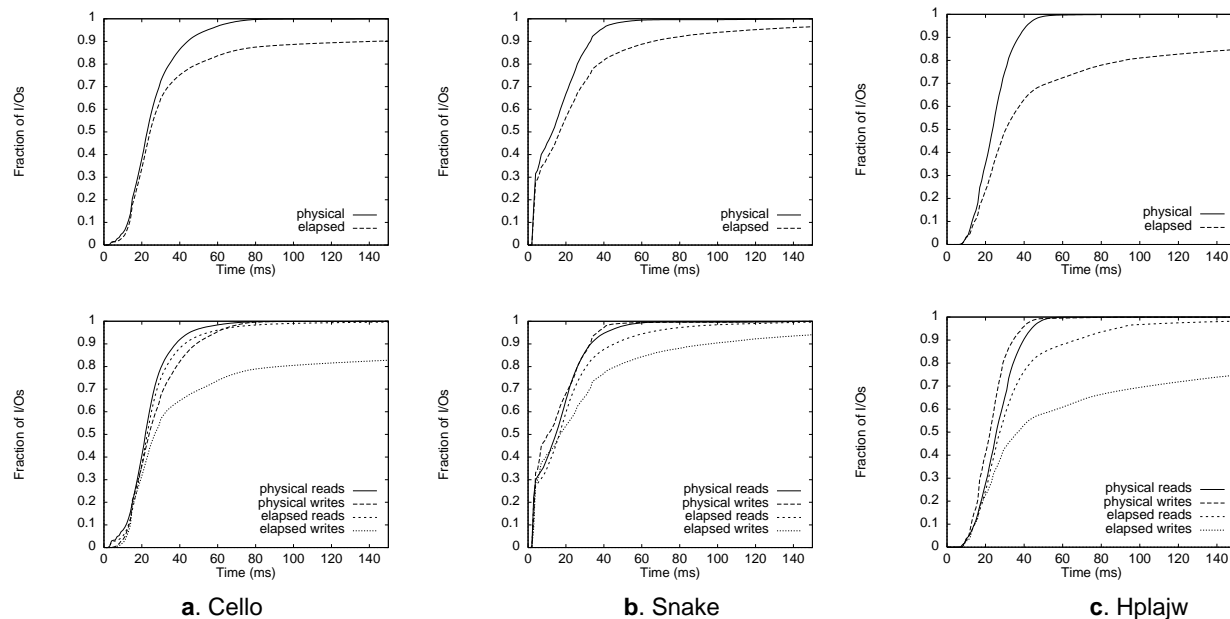 1
0.9
0.8
0.7
0.6
0.5
0.4
0.3
0.2
0.1
0
Fraction of I/Os
physical
elapsed
0 20 40 60 80 100 120 140
Time (ms)
1
0.9
0.8
0.7
0.6
0.5
0.4
0.3
0.2
0.1
0
Fraction of I/Os
physical
elapsed
0 20 40 60 80 100 120 140
Time (ms)
1
0.9
0.8
0.7
0.6
0.5
0.4
0.3
0.2
0.1
0
Fraction of I/Os
physical
elapsed
0 20 40 60 80 100 120 140
Time (ms)
1
0.9
0.8
0.7
0.6
0.5
0.4
0.3
0.2
0.1
0
Fraction of I/Os
physical reads
physical writes
elapsed reads
elapsed writes
0 20 40 60 80 100 120 140
Time (ms)
a. Cello
1
0.9
0.8
0.7
0.6
0.5
0.4
0.3
0.2
0.1
0
Fraction of I/Os
physical reads
physical writes
elapsed reads
elapsed writes
0 20 40 60 80 100 120 140
Time (ms)
b. Snake
1
0.9
0.8
0.7
0.6
0.5
0.4
0.3
0.2
0.1
0
Fraction of I/Os
physical reads
physical writes
elapsed reads
elapsed writes
0 20 40 60 80 100 120 140
Time (ms)
c. Hplajw